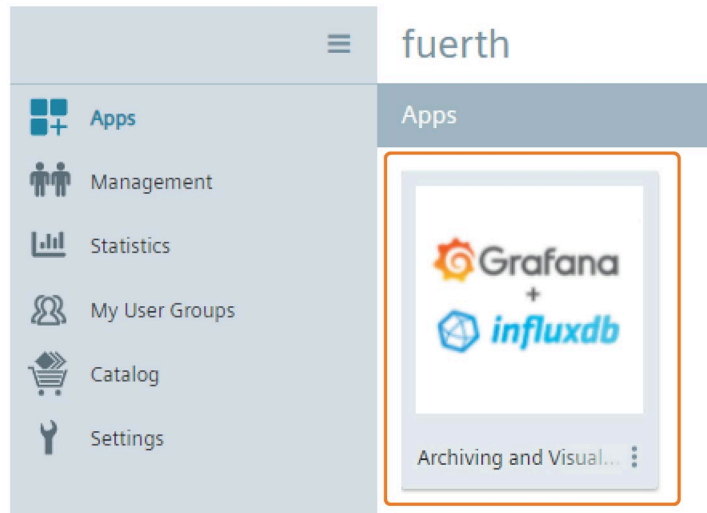 fuerth
Apps
Management
Statistics
My User Groups
Catalog
Settings
Apps
Grafana
+
influxdb
Archiving and Visual...